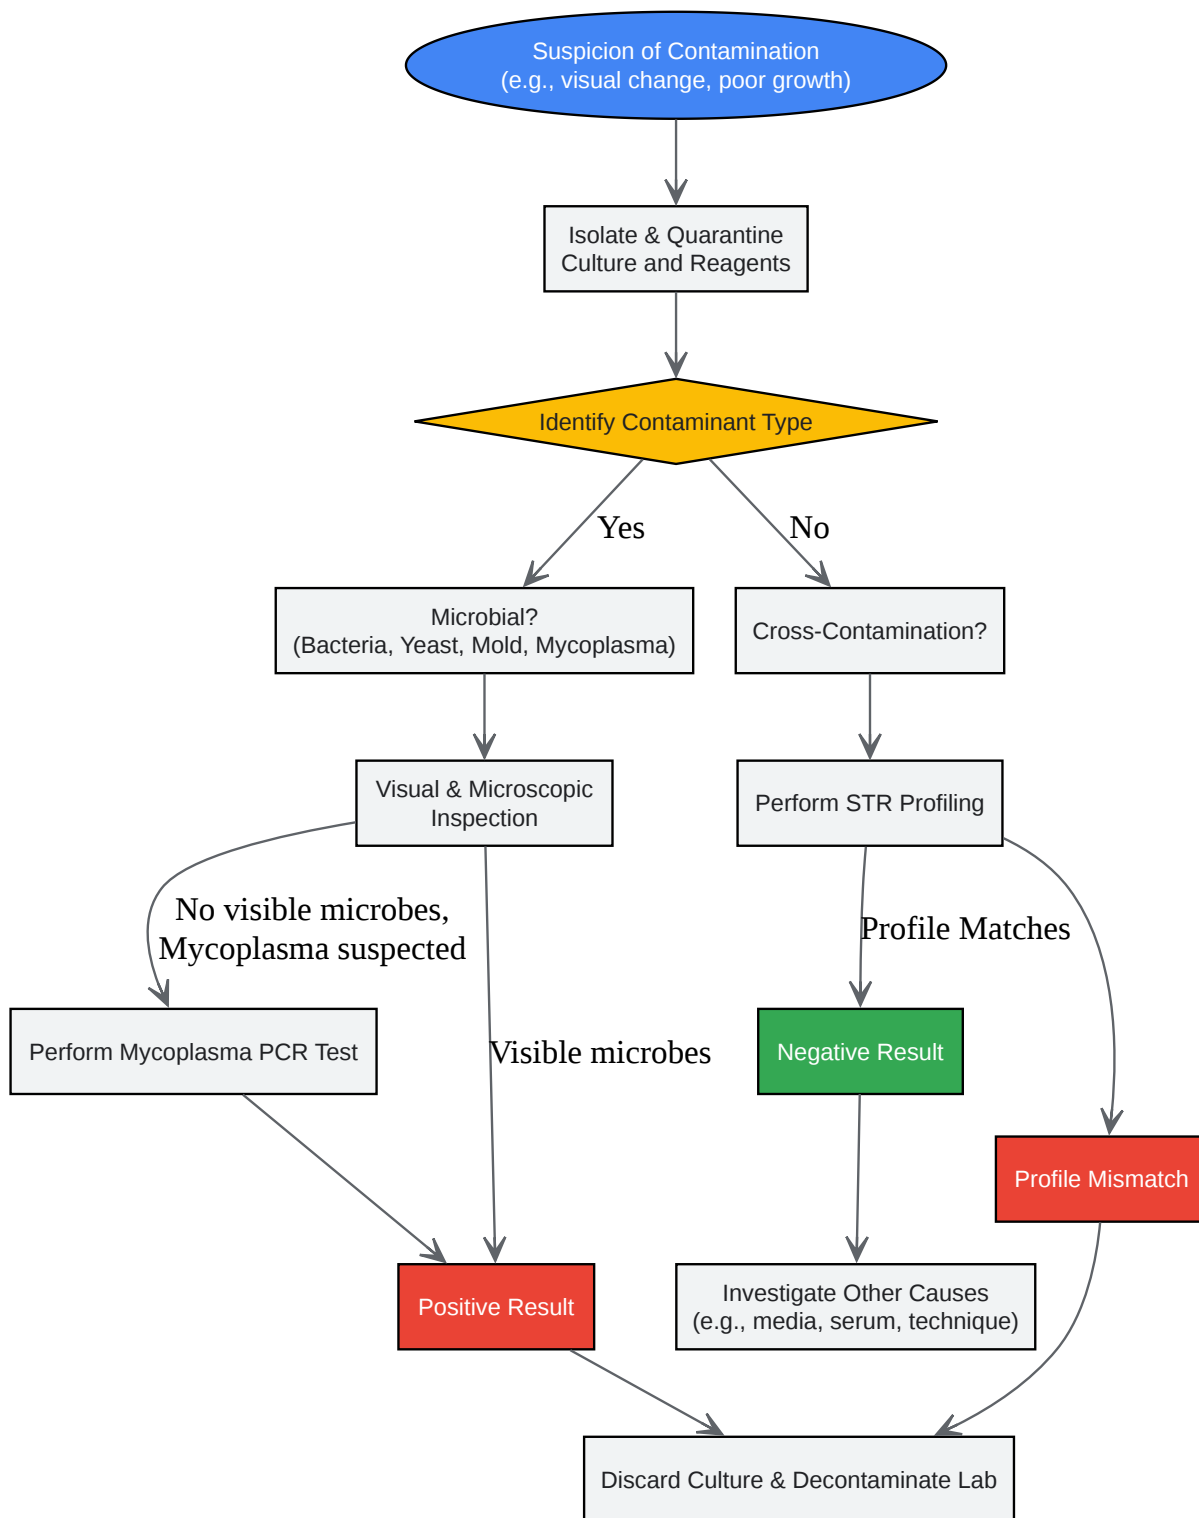 Suspicion of Contamination
(e.g., visual change, poor growth)
Isolate & Quarantine
Culture and Reagents
Identify Contaminant Type
Yes
No
Microbial?
(Bacteria, Yeast, Mold, Mycoplasma)
Cross-Contamination?
Visual & Microscopic
Inspection
Perform STR Profiling
No visible microbes,
Mycoplasma suspected
Profile Matches
Perform Mycoplasma PCR Test
Visible microbes
Negative Result
Profile Mismatch
Positive Result
Investigate Other Causes
(e.g., media, serum, technique)
Discard Culture & Decontaminate Lab